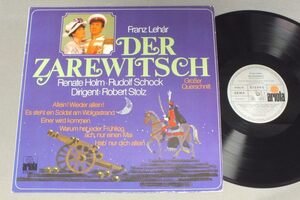 Franz Lehár
DER
ZAREWITSCH
Renate Holm · Rudolf Schock
Großer
Querschnitt
Dirigent: Robert Stolz
Allein! Wieder allein!
Es steht ein Soldat am Wolgastrand
Einer wird kommen
Warum hat jeder Frühling,
ach, nur einen Mai
Hab' nur dich allein
ariola
ariola